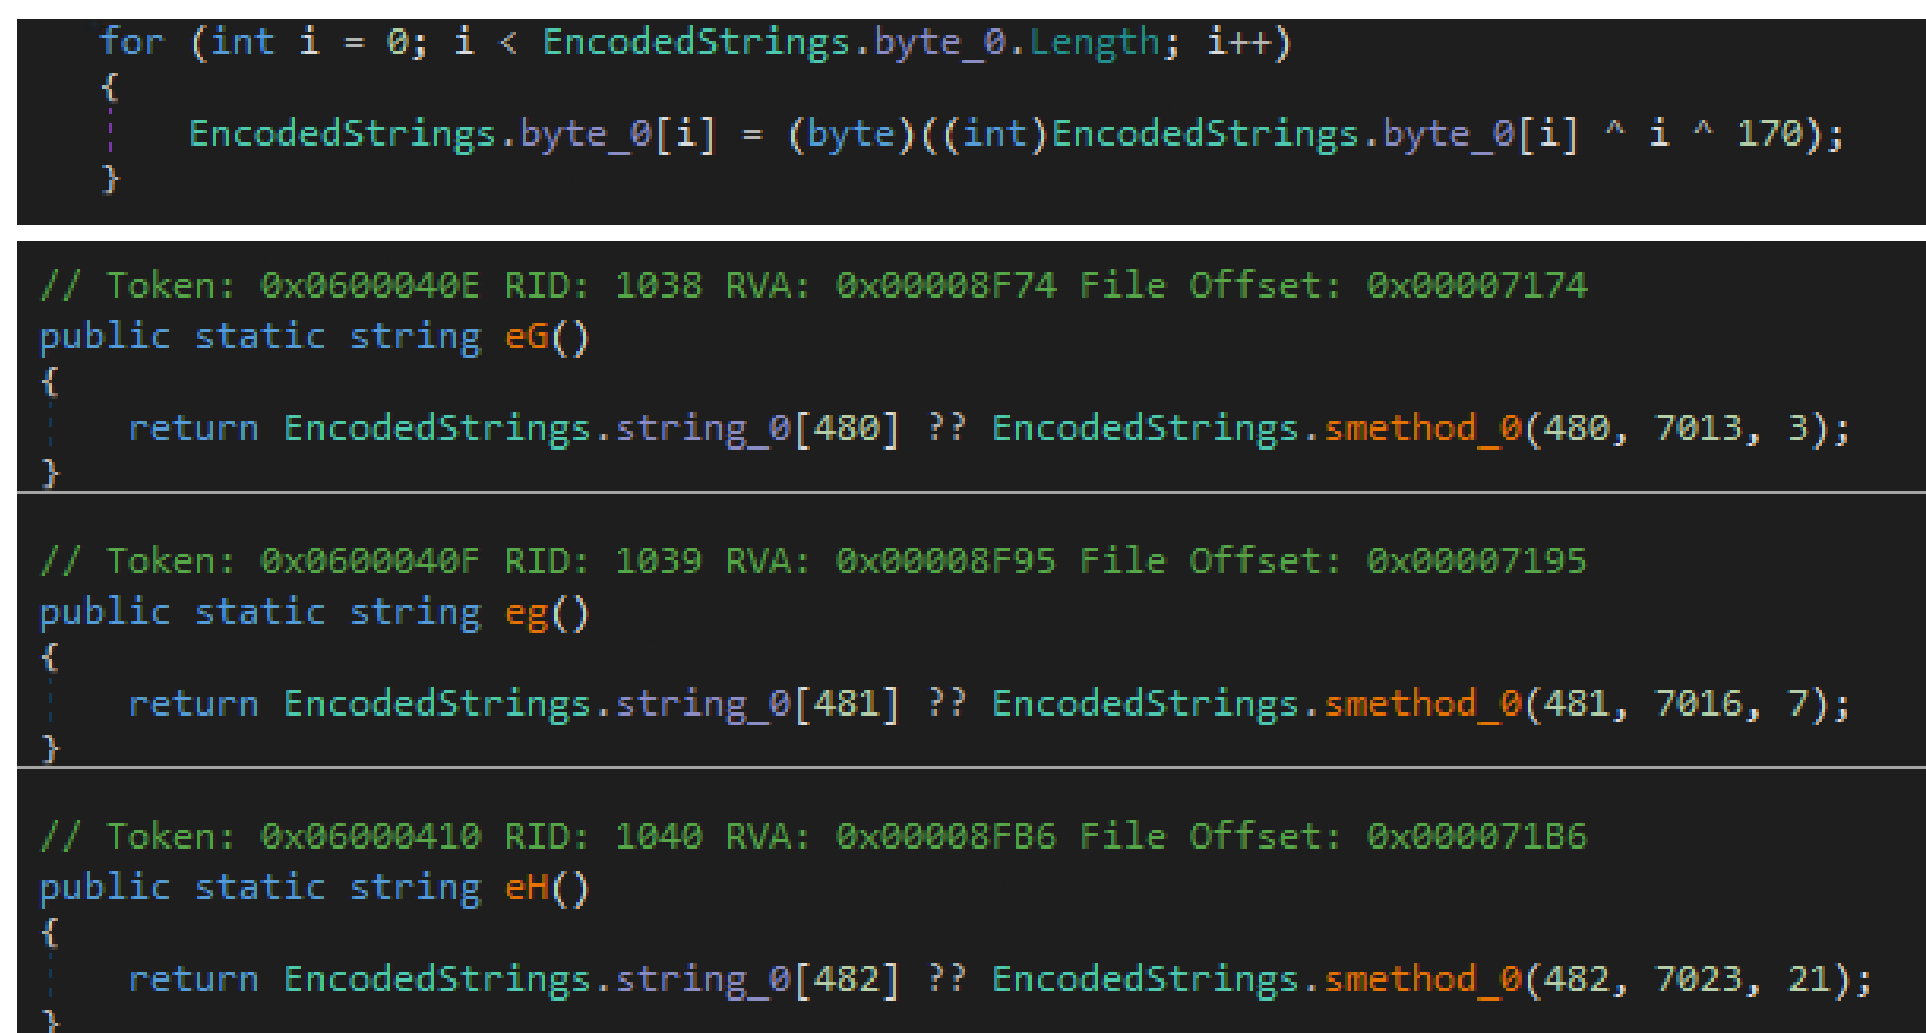 for (int i = 0; i < EncodedStrings.byte_0.Length; i++)
{
EncodedStrings.byte_0[i] = (byte)((int)EncodedStrings.byte_0[i] ^ i ^ 170);
}
// Token: 0x0600040E RID: 1038 RVA: 0x00008F74 File Offset: 0x00007174
public static string eG()
{
return EncodedStrings.string_0[480] ?? EncodedStrings.smethod_0(480, 7013, 3);
}
// Token: 0x0600040F RID: 1039 RVA: 0x00008F95 File Offset: 0x00007195
public static string eg()
{
return EncodedStrings.string_0[481] ?? EncodedStrings.smethod_0(481, 7016, 7);
}
// Token: 0x06000410 RID: 1040 RVA: 0x00008FB6 File Offset: 0x000071B6
public static string eH()
{
return EncodedStrings.string_0[482] ?? EncodedStrings.smethod_0(482, 7023, 21);
}